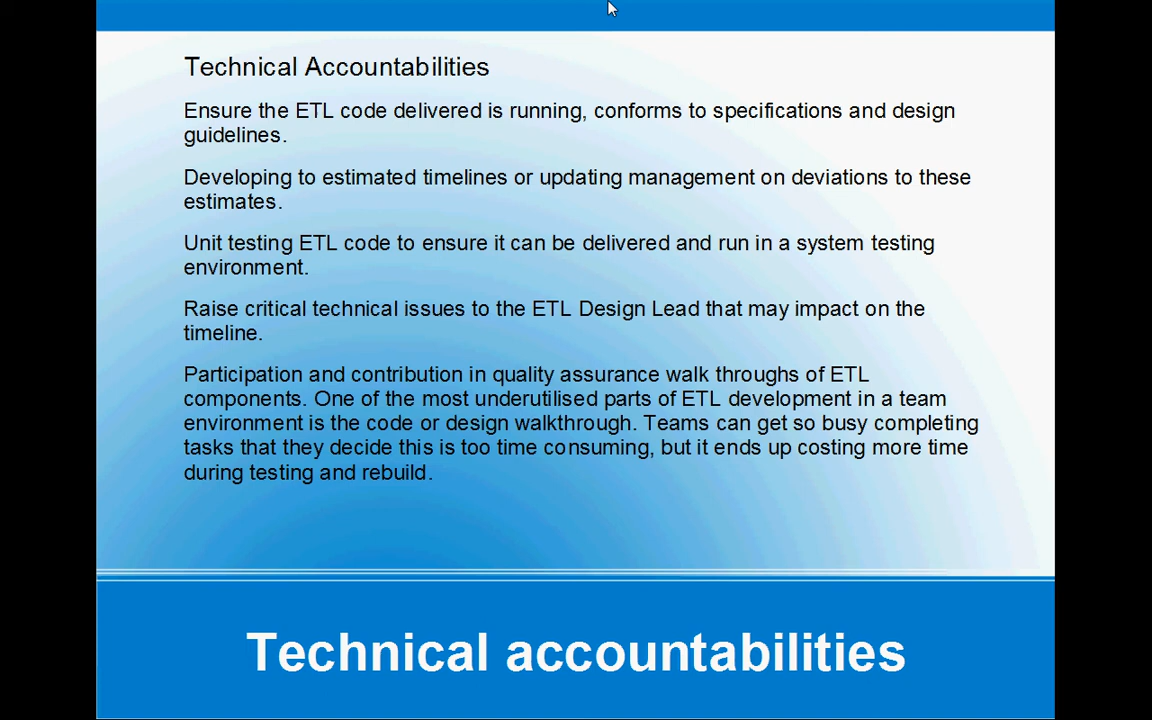 Technical Accountabilities
Ensure the ETL code delivered is running, conforms to specifications and design
guidelines.
Developing to estimated timelines or updating management on deviations to these
estimates.
Unit testing ETL code to ensure it can be delivered and run in a system testing
environment.
Raise critical technical issues to the ETL Design Lead that may impact on the
timeline.
Participation and contribution in quality assurance walk throughs of ETL
components. One of the most underutilised parts of ETL development in a team
environment is the code or design walkthrough. Teams can get so busy completing
tasks that they decide this is too time consuming, but it ends up costing more time
during testing and rebuild.
Technical accountabilities